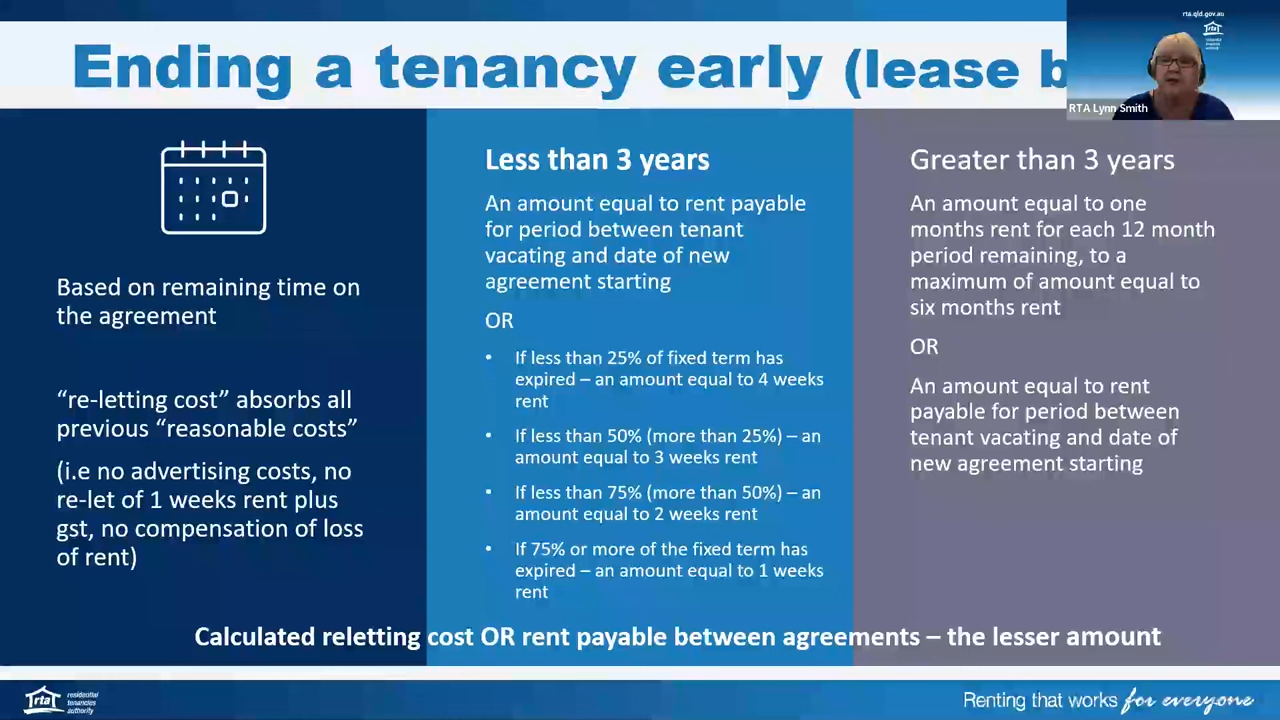 rta.qld.gov.au
rta
residential
tenancies
authority
Ending a tenancy early (lease b
RTA Lynn Smith
Based on remaining time on
the agreement
“re-letting cost” absorbs all
previous “reasonable costs”
(i.e no advertising costs, no
re-let of 1 weeks rent plus
gst, no compensation of loss
of rent)
Less than 3 years
An amount equal to rent payable
for period between tenant
vacating and date of new
agreement starting
OR
• If less than 25% of fixed term has
expired – an amount equal to 4 weeks
rent
• If less than 50% (more than 25%) – an
amount equal to 3 weeks rent
• If less than 75% (more than 50%) – an
amount equal to 2 weeks rent
• If 75% or more of the fixed term has
expired – an amount equal to 1 weeks
rent
Greater than 3 years
An amount equal to one
months rent for each 12 month
period remaining, to a
maximum of amount equal to
six months rent
OR
An amount equal to rent
payable for period between
tenant vacating and date of
new agreement starting
Calculated reletting cost OR rent payable between agreements – the lesser amount
rta
residential
tenancies
authority
Renting that works for everyone